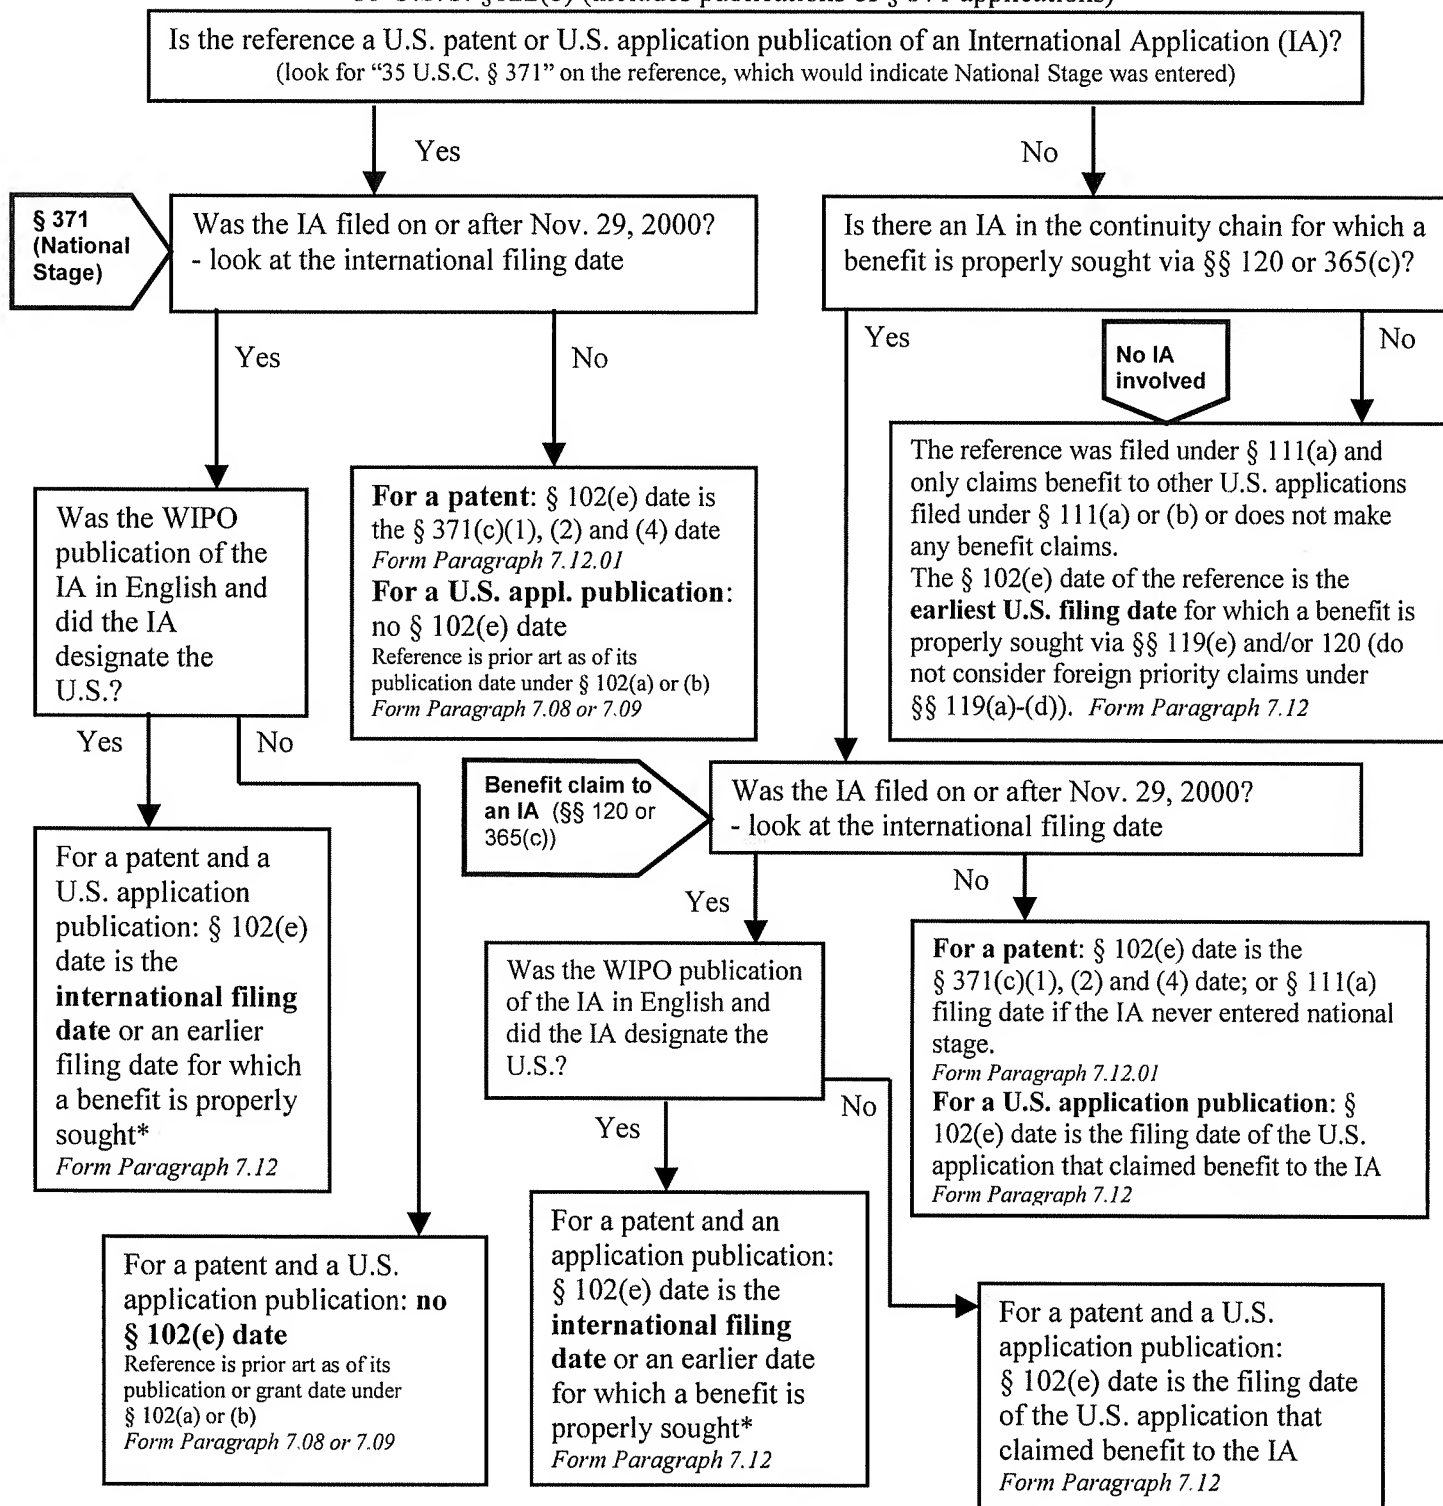 35 U.S.C. § 122(b) (includes publications of § 371 applications)
Is the reference a U.S. patent or U.S. application publication of an International Application (IA)?
(look for “35 U.S.C. § 371” on the reference, which would indicate National Stage was entered)
Yes
No
§ 371
(National
Stage)
Was the IA filed on or after Nov. 29, 2000?
- look at the international filing date
Is there an IA in the continuity chain for which a
benefit is properly sought via §§ 120 or 365(c)?
Yes
No
Yes
No
No IA
involved
Was the WIPO
publication of the
IA in English and
did the IA
designate the
U.S.?
For a patent: § 102(e) date is
the § 371(c)(1), (2) and (4) date
Form Paragraph 7.12.01
For a U.S. appl. publication:
no § 102(e) date
Reference is prior art as of its
publication date under § 102(a) or (b)
Form Paragraph 7.08 or 7.09
The reference was filed under § 111(a) and
only claims benefit to other U.S. applications
filed under § 111(a) or (b) or does not make
any benefit claims.
The § 102(e) date of the reference is the
earliest U.S. filing date for which a benefit is
properly sought via §§ 119(e) and/or 120 (do
not consider foreign priority claims under
§§ 119(a)-(d)). Form Paragraph 7.12
Yes
No
Benefit claim to
an IA (§§ 120 or
365(c))
Was the IA filed on or after Nov. 29, 2000?
- look at the international filing date
For a patent and a
U.S. application
publication: § 102(e)
date is the
international filing
date or an earlier
filing date for which
a benefit is properly
sought*
Form Paragraph 7.12
Yes
No
Was the WIPO publication
of the IA in English and
did the IA designate the
U.S.?
For a patent: § 102(e) date is the
§ 371(c)(1), (2) and (4) date; or § 111(a)
filing date if the IA never entered national
stage.
Form Paragraph 7.12.01
For a U.S. application publication: §
102(e) date is the filing date of the U.S.
application that claimed benefit to the IA
Form Paragraph 7.12
Yes
No
For a patent and a U.S.
application publication: no
§ 102(e) date
Reference is prior art as of its
publication or grant date under
§ 102(a) or (b)
Form Paragraph 7.08 or 7.09
For a patent and an
application publication:
§ 102(e) date is the
international filing
date or an earlier date
for which a benefit is
properly sought*
Form Paragraph 7.12
For a patent and a U.S.
application publication:
§ 102(e) date is the filing date
of the U.S. application that
claimed benefit to the IA
Form Paragraph 7.12